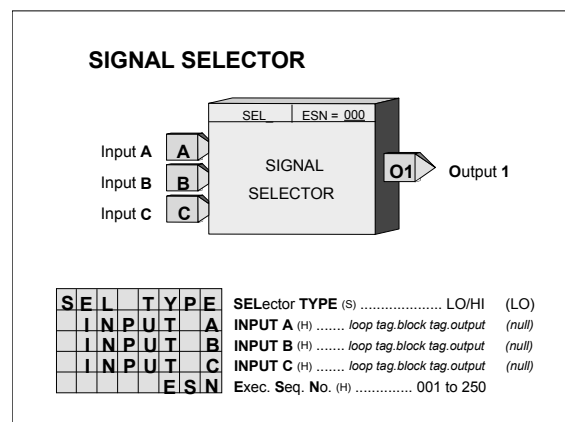 SIGNAL SELECTOR
SEL_ ESN = 000
Input A A
Input B B
Input C C
SIGNAL
SELECTOR
O1 Output 1
SEL TYPE SELector TYPE (S) .................... LO/HI (LO)
INPUT A INPUT A (H) ....... loop tag.block tag.output (null)
INPUT B INPUT B (H) ....... loop tag.block tag.output (null)
INPUT C INPUT C (H) ....... loop tag.block tag.output (null)
ESN Exec. Seq. No. (H) .............. 001 to 250